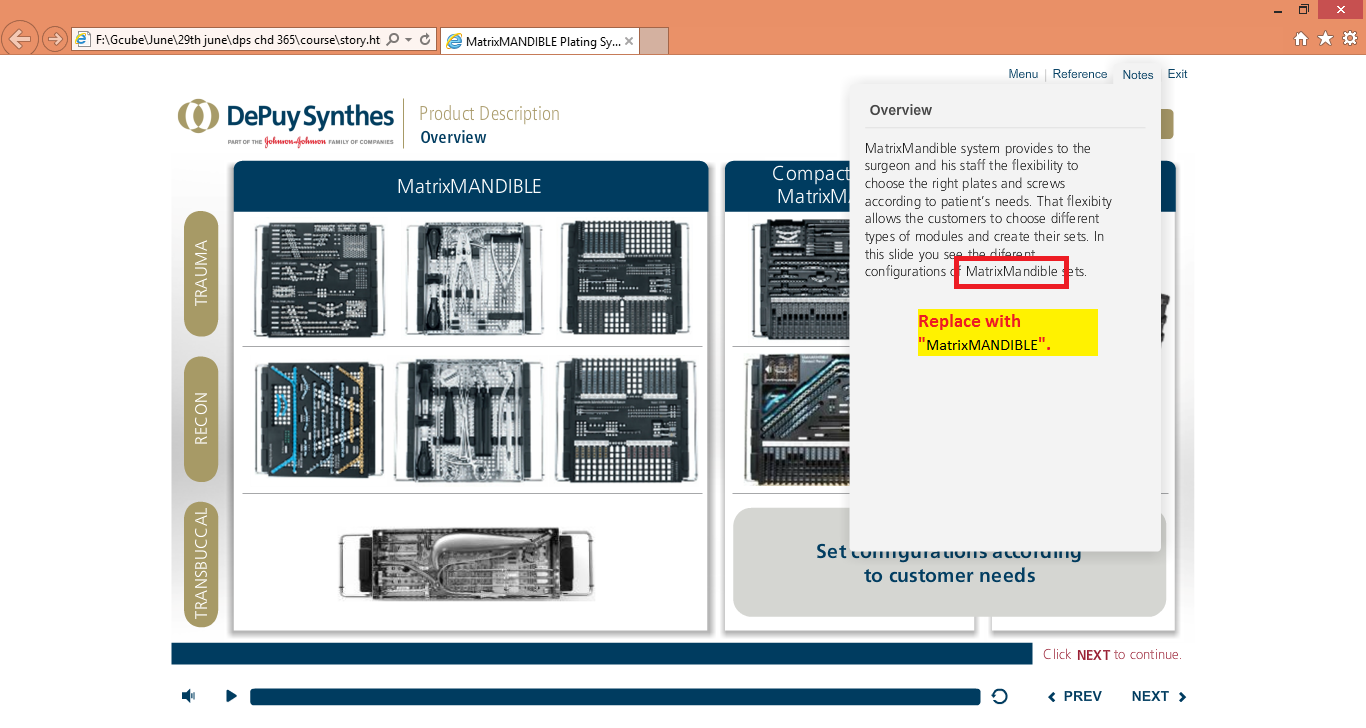 F:\Gcube\June\29th june\dps chd 365\course\story.ht
MatrixMANDIBLE Plating Sy...
Menu
Reference
Notes
Exit
DePuy Synthes
PART OF THE Johnson-Johnson FAMILY OF COMPANIES
Product Description
Overview
MatrixMANDIBLE
Compact
MatrixMA
TRAUMA
RECON
TRANSBUCCAL
Overview
MatrixMandible system provides to the
surgeon and his staff the flexibility to
choose the right plates and screws
according to patient's needs. That flexibity
allows the customers to choose different
types of modules and create their sets. In
this slide you see the diferent
configurations of MatrixMandible sets.
Replace with
"MatrixMANDIBLE".
Set configurations according
to customer needs
Click NEXT to continue.
PREV
NEXT